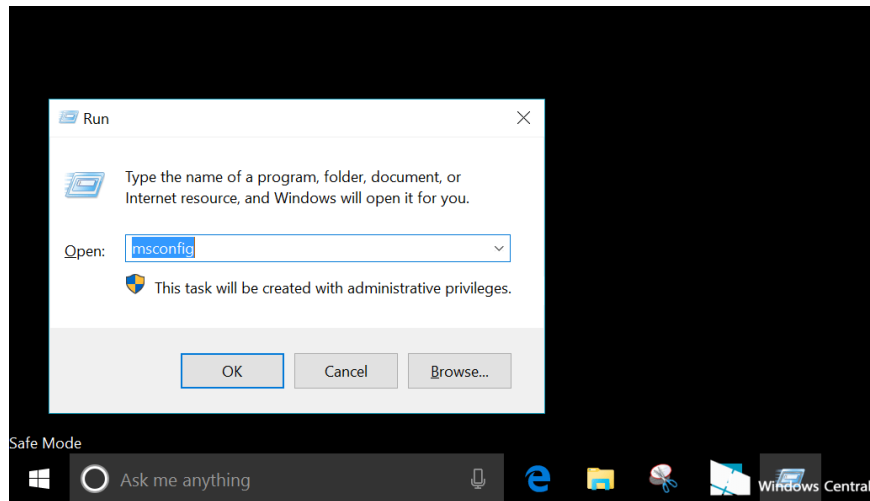 Run
Type the name of a program, folder, document, or
Internet resource, and Windows will open it for you.
Open: msconfig
This task will be created with administrative privileges.
OK Cancel Browse...
Safe Mode
Ask me anything
Windows Central